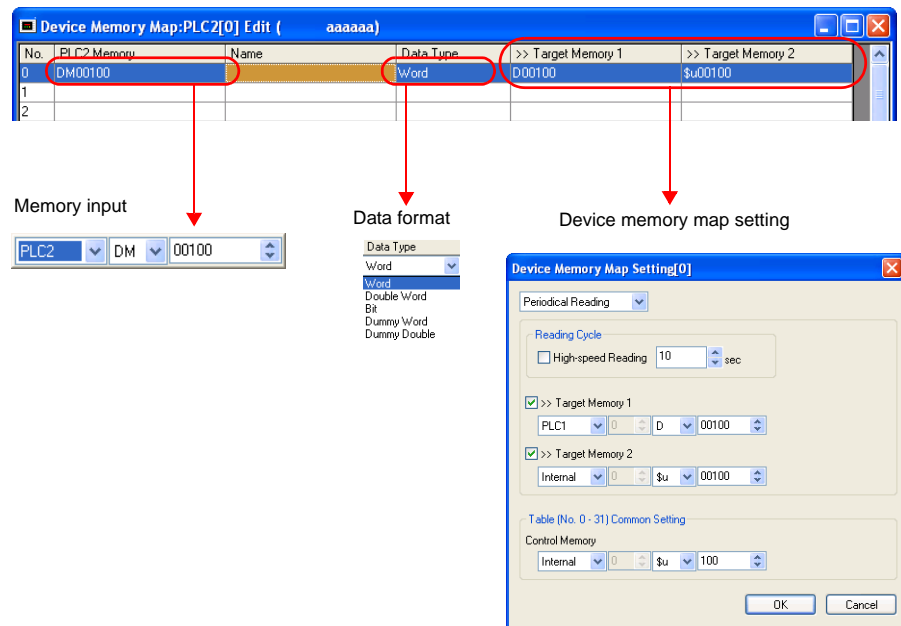 Device Memory Map:PLC2[0] Edit ( aaaaaa)
No. PLC2 Memory Name Data Type >> Target Memory 1 >> Target Memory 2
0 DM00100 Word D00100 $u00100
1
2
Memory input
PLC2 DM 00100
Data format
Data Type
Word
Word
Double Word
Bit
Dummy Word
Dummy Double
Device memory map setting
Device Memory Map Setting[0]
Periodical Reading
Reading Cycle
High-speed Reading 10 sec
>> Target Memory 1
PLC1 0 D 00100
>> Target Memory 2
Internal 0 $u 00100
Table (No. 0 - 31) Common Setting
Control Memory
Internal 0 $u 100
OK Cancel